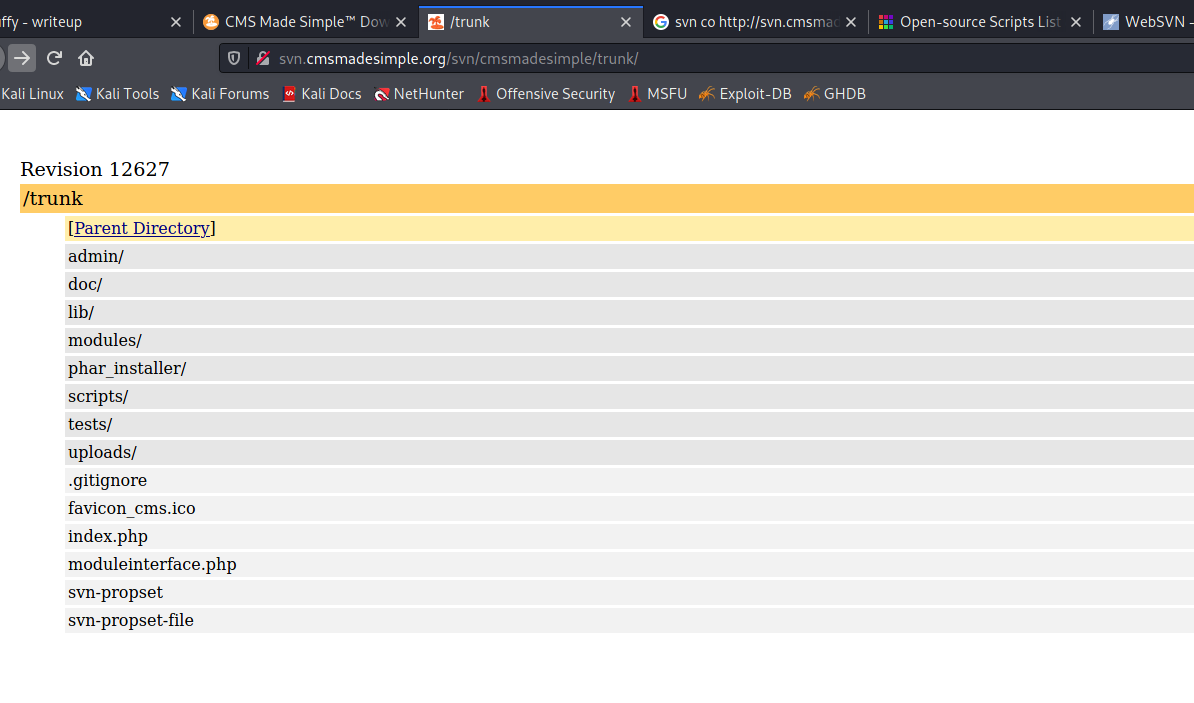 ffy - writeup
CMS Made Simple™ Dow
/trunk
svn co http://svn.cmsmad
Open-source Scripts List
WebSVN -
svn.cmsmadesimple.org/svn/cmsmadesimple/trunk/
Kali Linux
Kali Tools
Kali Forums
Kali Docs
NetHunter
Offensive Security
MSFU
Exploit-DB
GHDB
Revision 12627
/trunk
[Parent Directory]
admin/
doc/
lib/
modules/
phar_installer/
scripts/
tests/
uploads/
.gitignore
favicon_cms.ico
index.php
moduleinterface.php
svn-propset
svn-propset-file